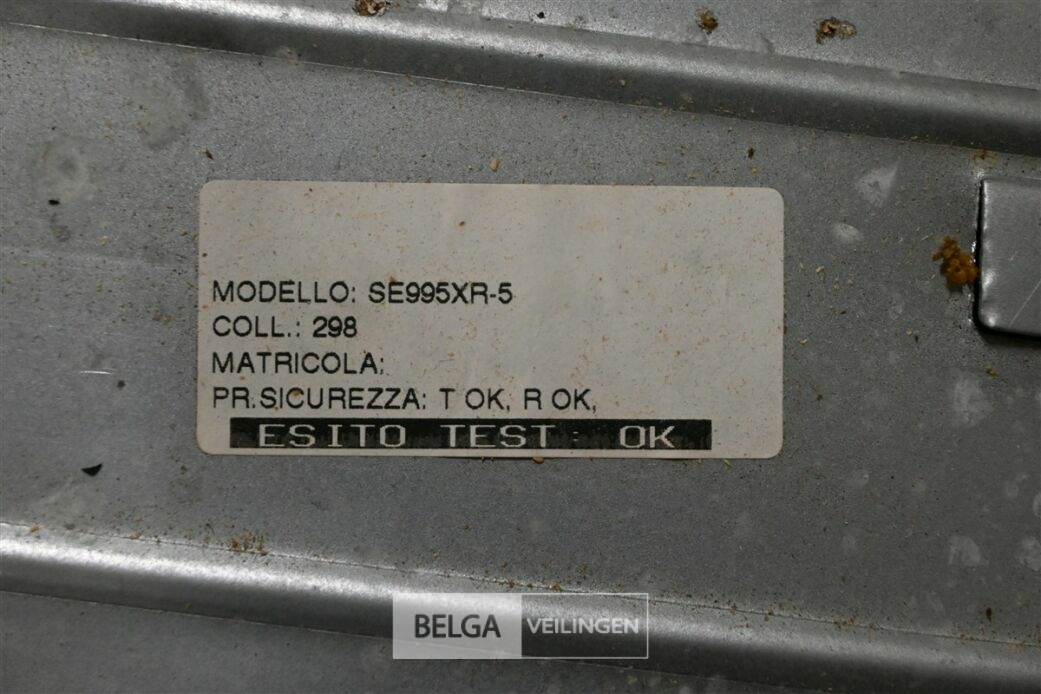 MODELLO: SE995XR-5
COLL.: 298
MATRICOLA:
PR.SICUREZZA: T OK, R OK,
ESITO TEST: OK
BELGA VEILINGEN